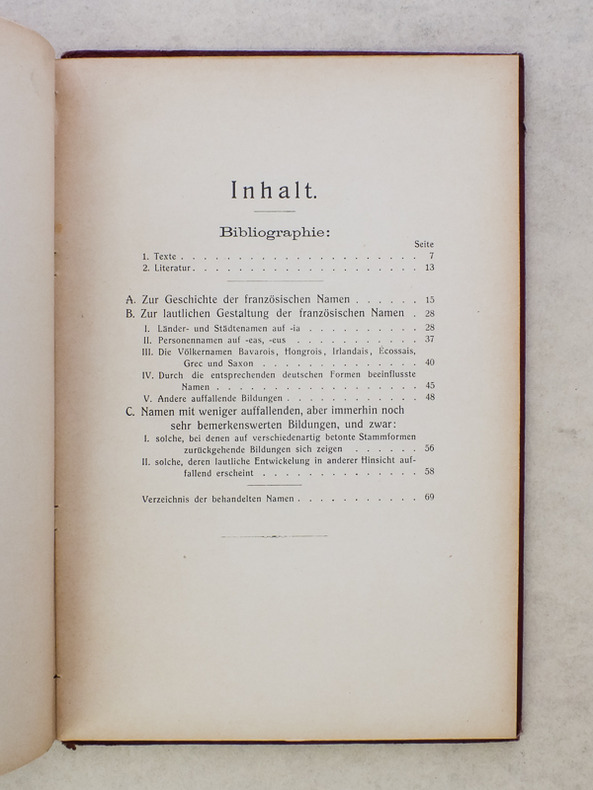 Inhalt.
Bibliographie:
Seite
1. Texte . . . . . . . . . . . . . . . . . . . . . 7
2. Literatur . . . . . . . . . . . . . . . . . . . . 13
A. Zur Geschichte der französischen Namen . . . . . . 15
B. Zur lautlichen Gestaltung der französischen Namen . 28
I. Länder- und Städtenamen auf -ia . . . . . . . . . . 28
II. Personennamen auf -eas, -eus . . . . . . . . . . . 37
III. Die Völkernamen Bavarois, Hongrois, Irlandais, Écossais,
Grec und Saxon . . . . . . . . . . . . . . 40
IV. Durch die entsprechenden deutschen Formen beeinflusste
Namen . . . . . . . . . . . . . . . . . . 45
V. Andere auffallende Bildungen . . . . . . . . . . . 48
C. Namen mit weniger auffallenden, aber immerhin noch
sehr bemerkenswerten Bildungen, und zwar:
I. solche, bei denen auf verschiedenartig betonte Stammformen
zurückgehende Bildungen sich zeigen . . . . . . 56
II. solche, deren lautliche Entwickelung in anderer Hinsicht auf-
fallend erscheint . . . . . . . . . . . . . . 58
Verzeichnis der behandelten Namen . . . . . . . . . . . 69